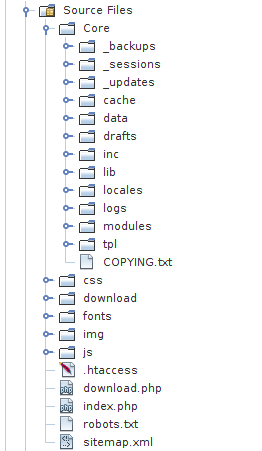 Source Files
Core
_backups
_sessions
_updates
cache
data
drafts
inc
lib
locales
logs
modules
tpl
COPYING.txt
css
download
fonts
img
js
.htaccess
download.php
index.php
robots.txt
sitemap.xml